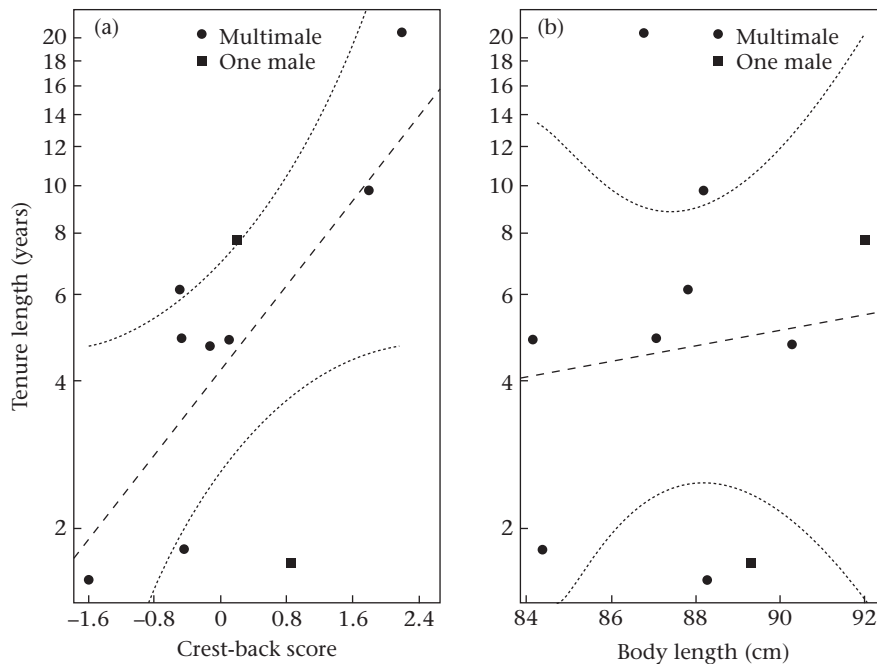 (a)
Multimale
One male
20
18
16
14
12
10
8
6
4
2
Tenure length (years)
–1.6 –0.8 0 0.8 1.6 2.4
Crest-back score
(b)
Multimale
One male
20
18
16
14
12
10
8
6
4
2
84 86 88 90 92
Body length (cm)